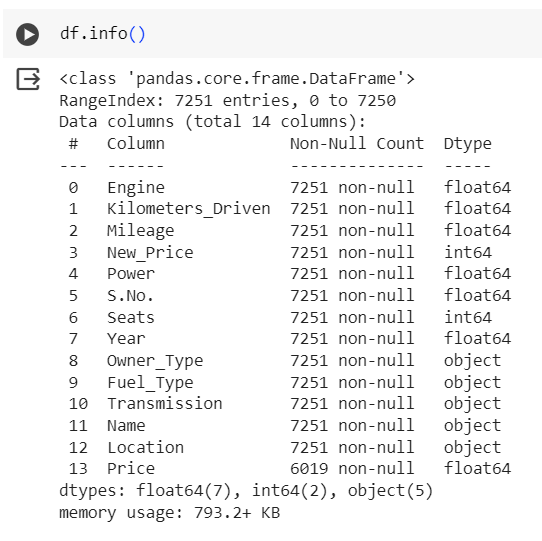 df.info()
<class 'pandas.core.frame.DataFrame'>
RangeIndex: 7251 entries, 0 to 7250
Data columns (total 14 columns):
 #   Column             Non-Null Count  Dtype
---  ------             --------------  -----
 0   Engine             7251 non-null   float64
 1   Kilometers_Driven  7251 non-null   float64
 2   Mileage            7251 non-null   float64
 3   New_Price          7251 non-null   int64
 4   Power              7251 non-null   float64
 5   S.No.              7251 non-null   float64
 6   Seats              7251 non-null   int64
 7   Year               7251 non-null   float64
 8   Owner_Type         7251 non-null   object
 9   Fuel_Type          7251 non-null   object
 10  Transmission       7251 non-null   object
 11  Name               7251 non-null   object
 12  Location           7251 non-null   object
 13  Price              6019 non-null   float64
dtypes: float64(7), int64(2), object(5)
memory usage: 793.2+ KB